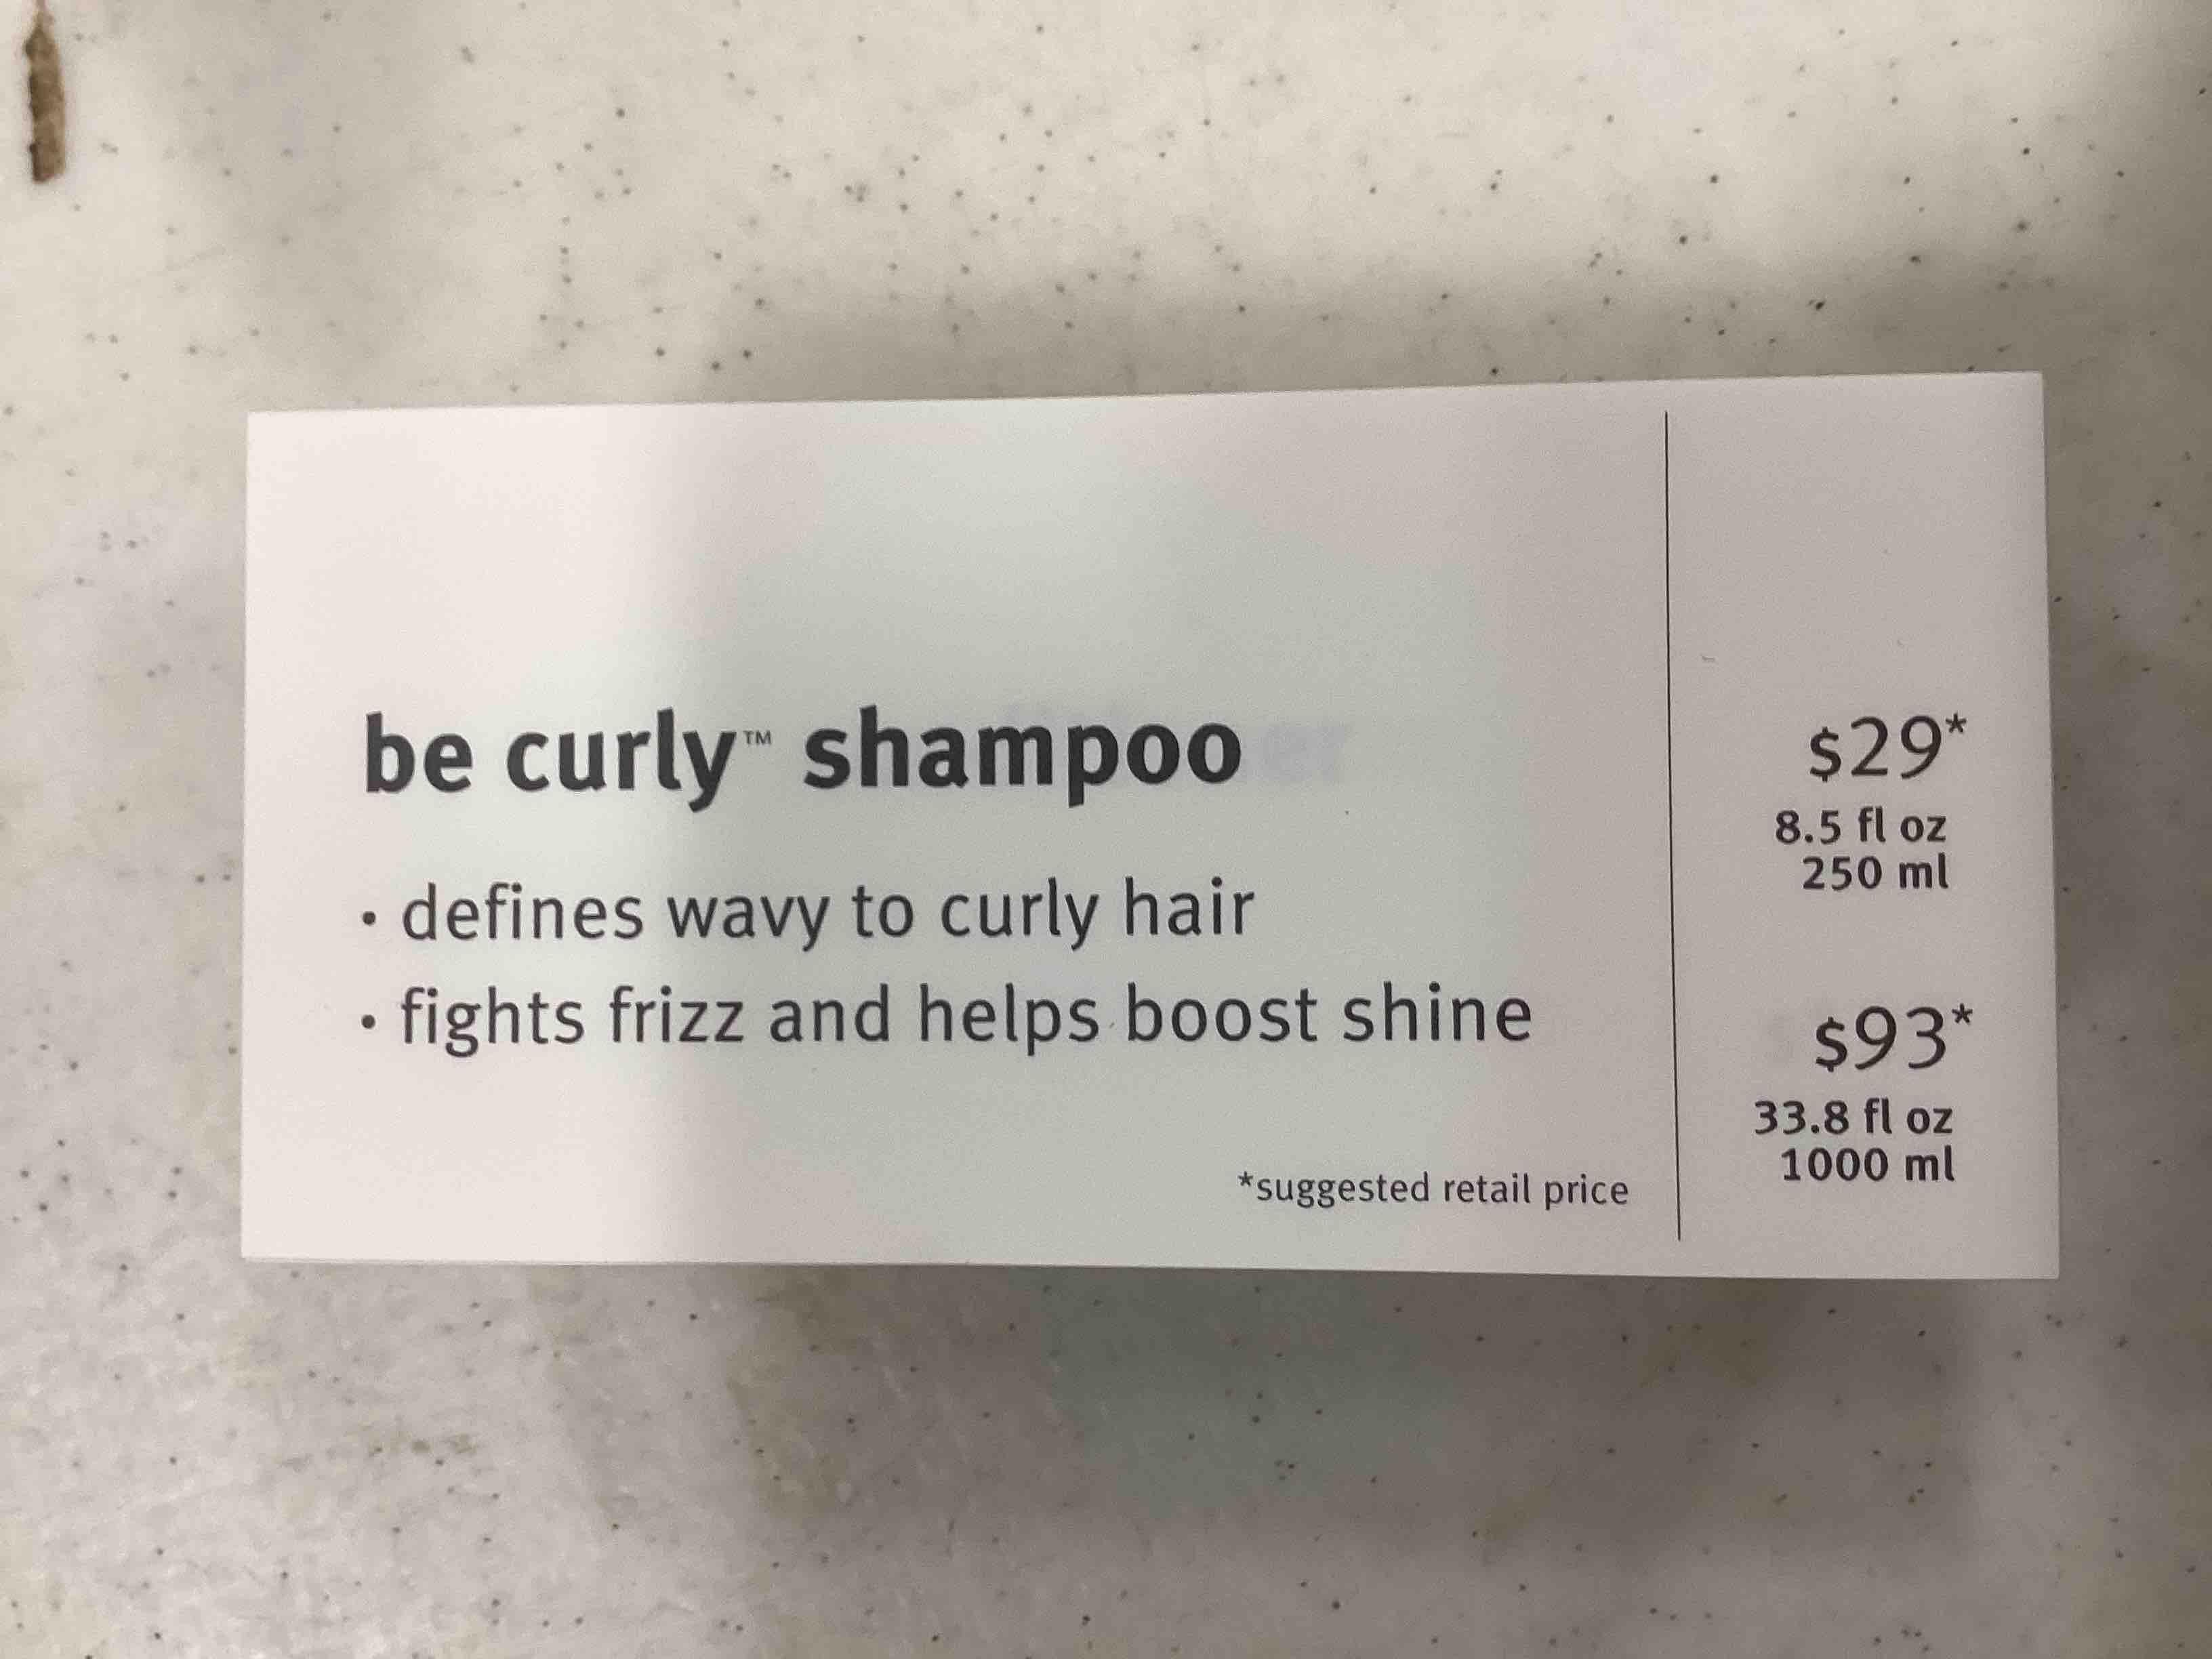 be curly™ shampoo
• defines wavy to curly hair
• fights frizz and helps boost shine
*suggested retail price
$29*
8.5 fl oz
250 ml
$93*
33.8 fl oz
1000 ml